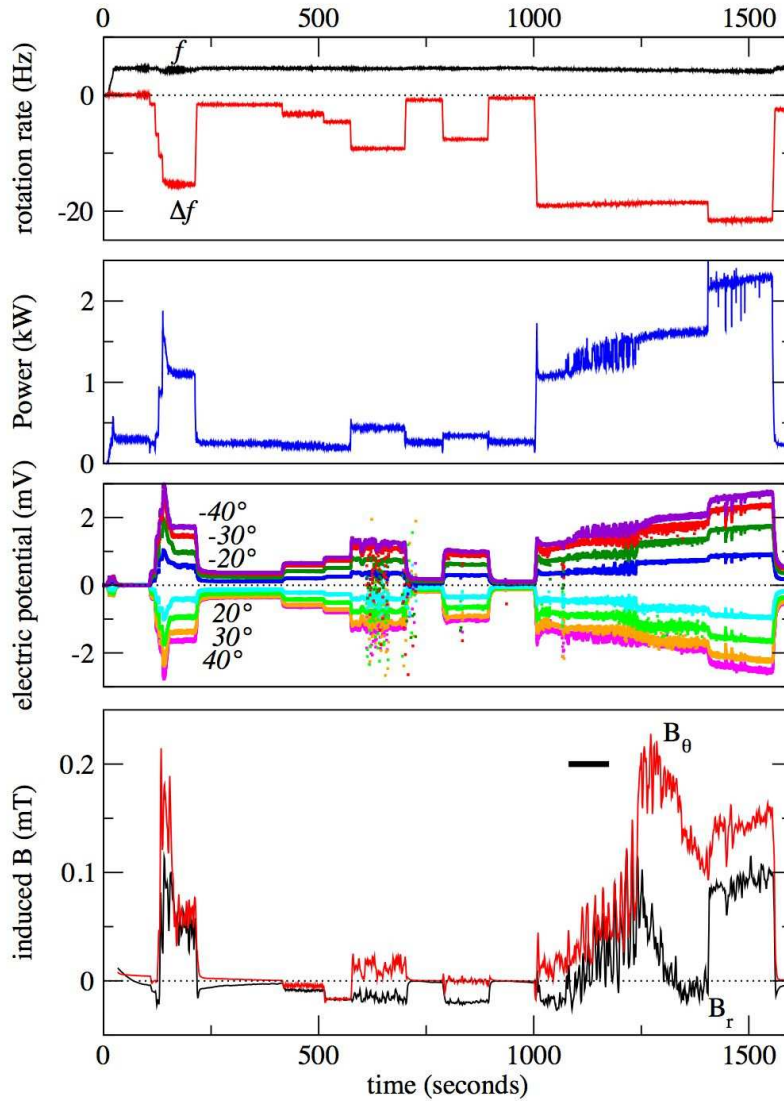 0 500 1000 1500
rotation rate (Hz)
10
0
-20
f
Δf
Power (kW)
2
1
0
electric potential (mV)
2
0
-2
-40°
-30°
-20°
20°
30°
40°
induced B (mT)
0.2
0.1
0
B_θ
B_r
0 500 1000 1500
time (seconds)